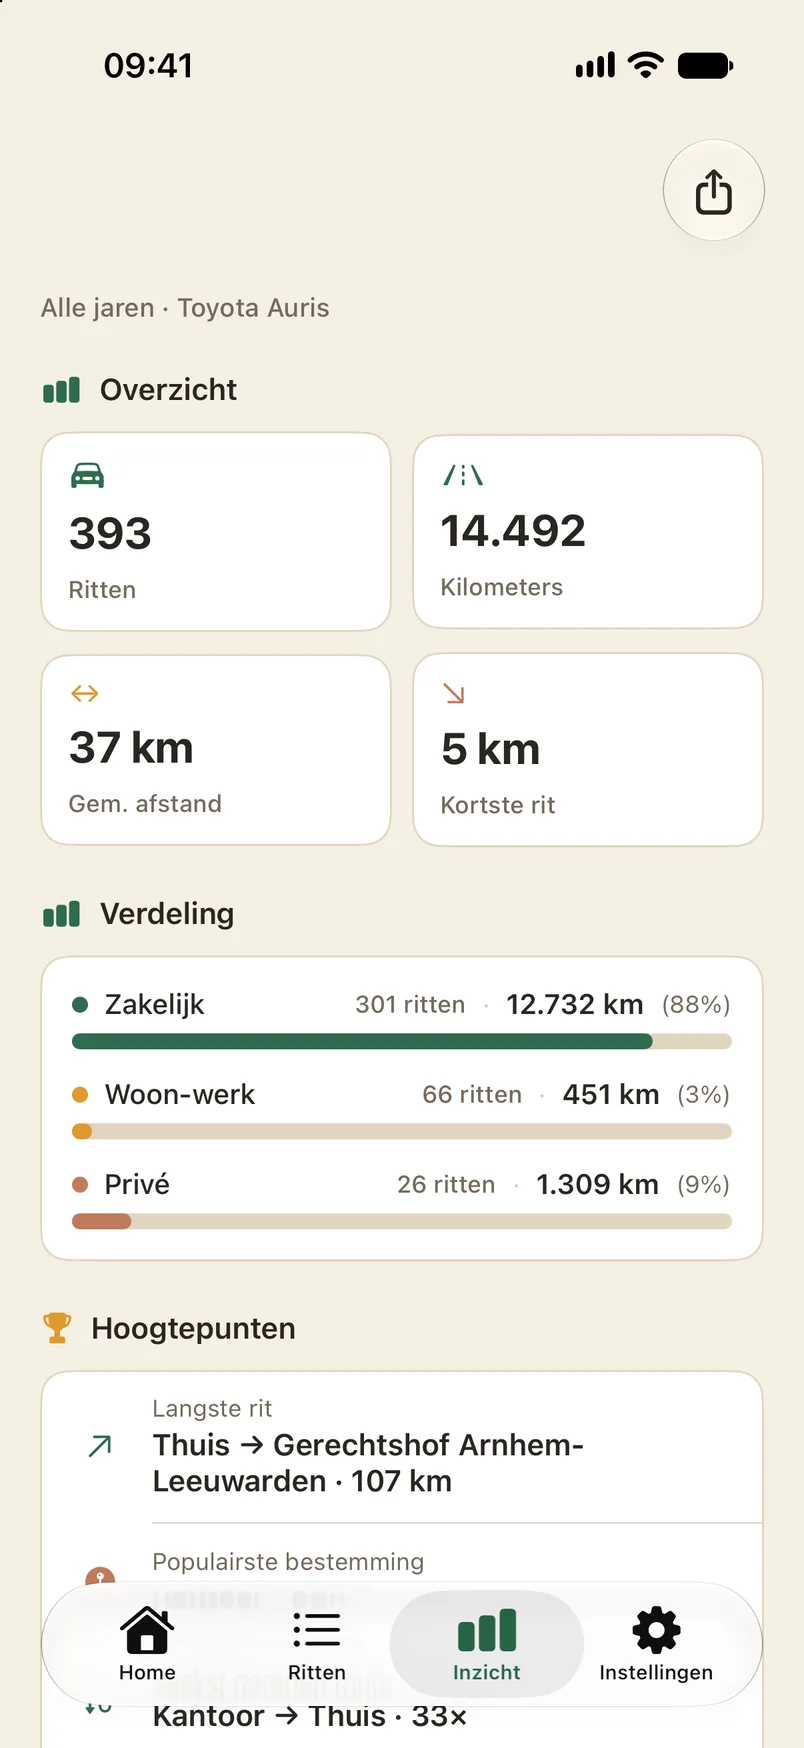 09:41
Alle jaren · Toyota Auris
Overzicht
393
Ritten
14.492
Kilometers
37 km
Gem. afstand
5 km
Kortste rit
Verdeling
Zakelijk 301 ritten · 12.732 km (88%)
Woon-werk 66 ritten · 451 km (3%)
Privé 26 ritten · 1.309 km (9%)
Hoogtepunten
Langste rit
Thuis → Gerechtshof Arnhem-
Leeuwarden · 107 km
Populairste bestemming
Home Ritten Inzicht Instellingen
Kantoor → Thuis · 33×